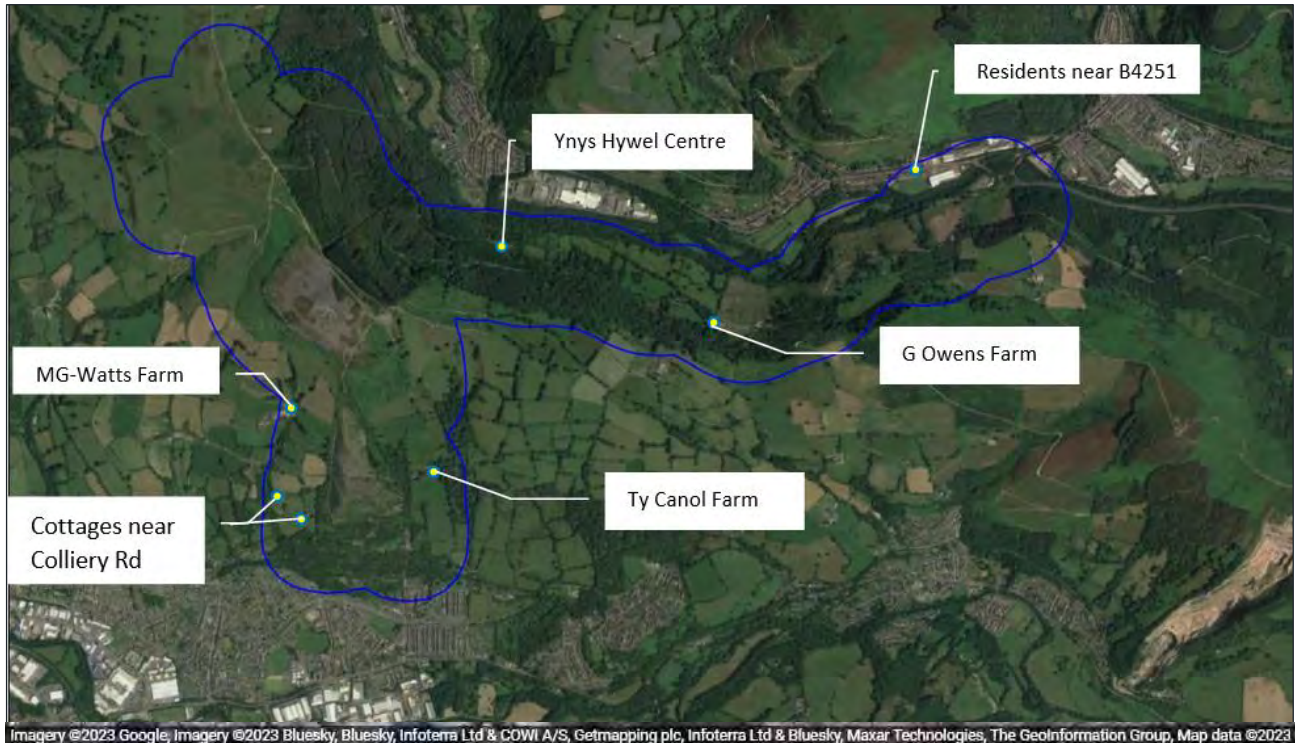 Residents near B4251
Ynys Hywel Centre
G Owens Farm
MG-Watts Farm
Ty Canol Farm
Cottages near
Colliery Rd
Imagery ©2023 Google, Imagery ©2023 Bluesky, Bluesky, Infoterra Ltd & COWI A/S, Getmapping plc, Infoterra Ltd & Bluesky, Maxar Technologies, The GeoInformation Group, Map data ©2023